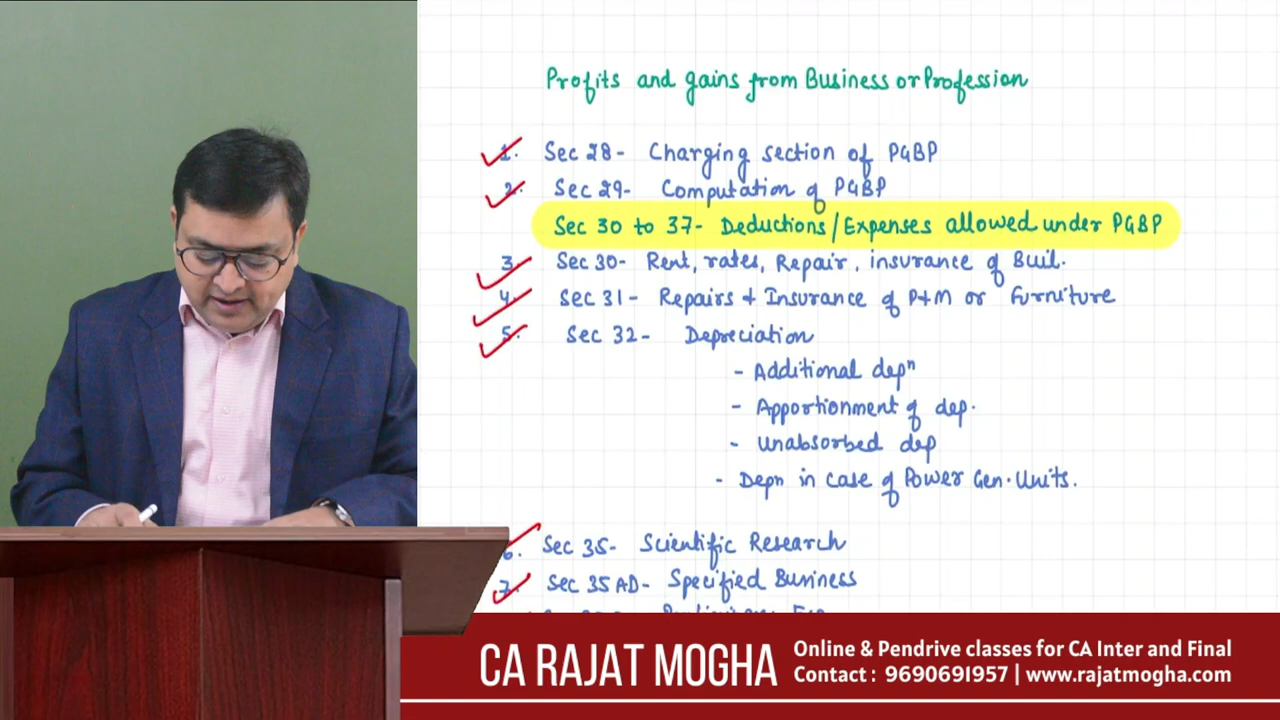 Profits and gains from Business or Profession
1. Sec 28- Charging section of PGBP
2. Sec 29- Computation of PGBP
Sec 30 to 37- Deductions/Expenses allowed under PGBP
3. Sec 30- Rent, rates, Repair, insurance of Buil.
4. Sec 31- Repairs + Insurance of P+M or Furniture
5. Sec 32- Depreciation
- Additional depⁿ
- Apportionment of dep.
- Unabsorbed dep
- Depn in case of Power Gen. Units.
6. Sec 35- Scientific Research
7. Sec 35 AD- Specified Business
CA RAJAT MOGHA
Online & Pendrive classes for CA Inter and Final
Contact : 9690691957 | www.rajatmogha.com